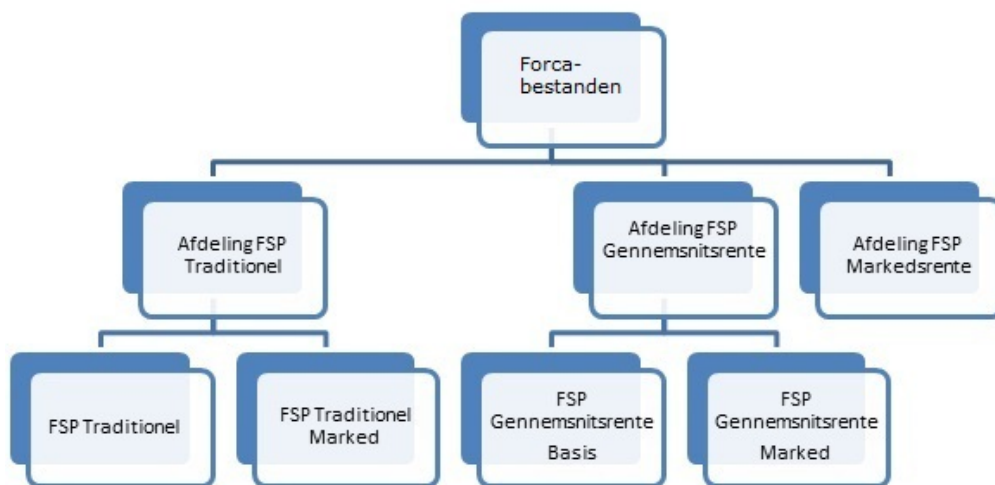 Forca-
bestanden
Afdeling FSP
Traditionel
Afdeling FSP
Gennemsnitsrente
Afdeling FSP
Markedsrente
FSP Traditionel
FSP Traditionel
Marked
FSP
Gennemsnitsrente
Basis
FSP
Gennemsnitsrente
Marked